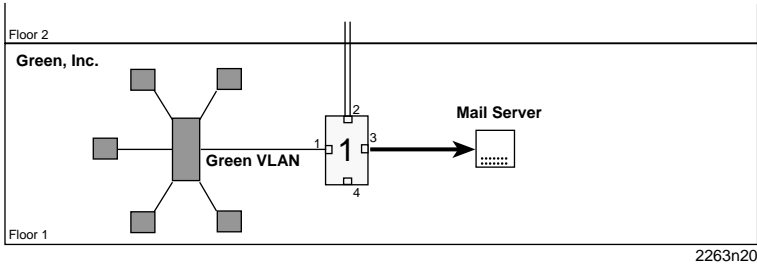 Floor 2
Green, Inc.
2
Mail Server
1
1
3
Green VLAN
4
Floor 1
2263n20